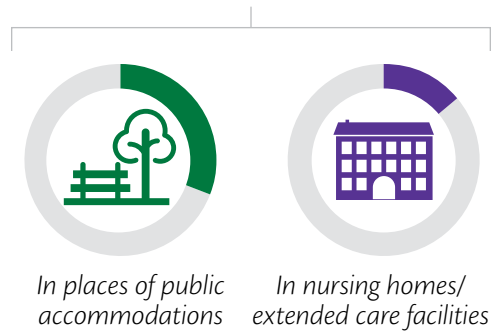 In places of public
accommodations
In nursing homes/
extended care facilities